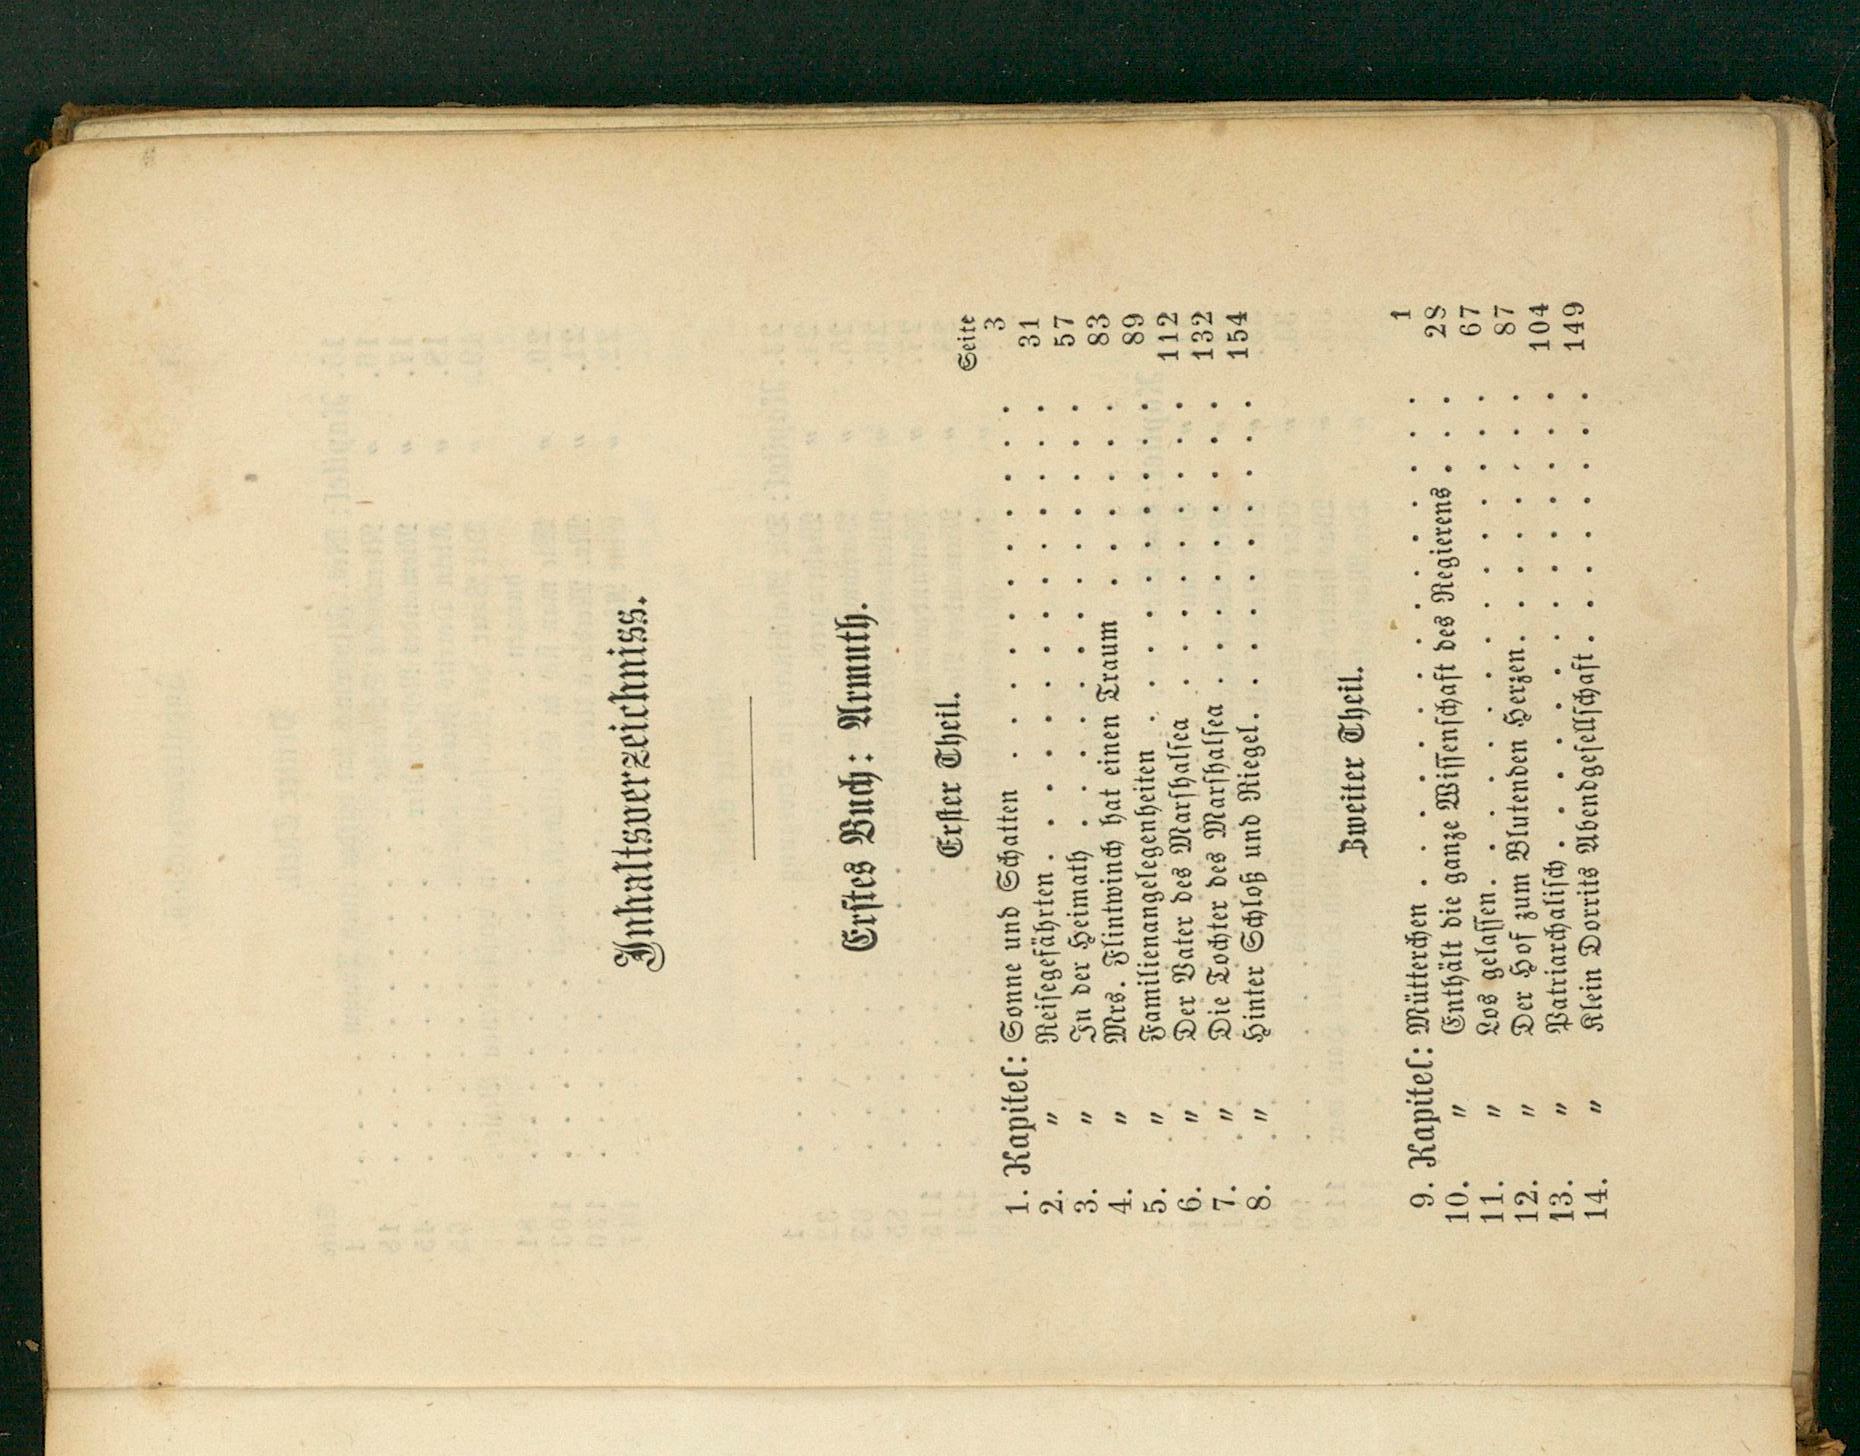 Inhaltsverzeichniss.
Erstes Buch: Armuth.
Erster Theil.
Seite
1. Kapitel: Sonne und Schatten . . . . . . . . . . . 3
2. " Reisegefährten . . . . . . . . . . . . . 31
3. " In der Heimath . . . . . . . . . . . . . 57
4. " Mrs. Flintwinch hat einen Traum . . . . . . 83
5. " Familienangelegenheiten . . . . . . . . . . 89
6. " Der Vater des Marshalsea . . . . . . . . . 112
7. " Die Tochter des Marshalsea . . . . . . . . . 132
8. " Hinter Schloß und Riegel . . . . . . . . . . 154
Zweiter Theil.
9. Kapitel: Mütterchen . . . . . . . . . . . . . . 1
10. " Enthält die ganze Wissenschaft des Regierens . . . 28
11. " Los gelassen . . . . . . . . . . . . . . 67
12. " Der Hof zum Blutenden Herzen . . . . . . . . 87
13. " Patriarchalisch . . . . . . . . . . . . . . 104
14. " Klein Dorrits Abendgesellschaft . . . . . . . . 149